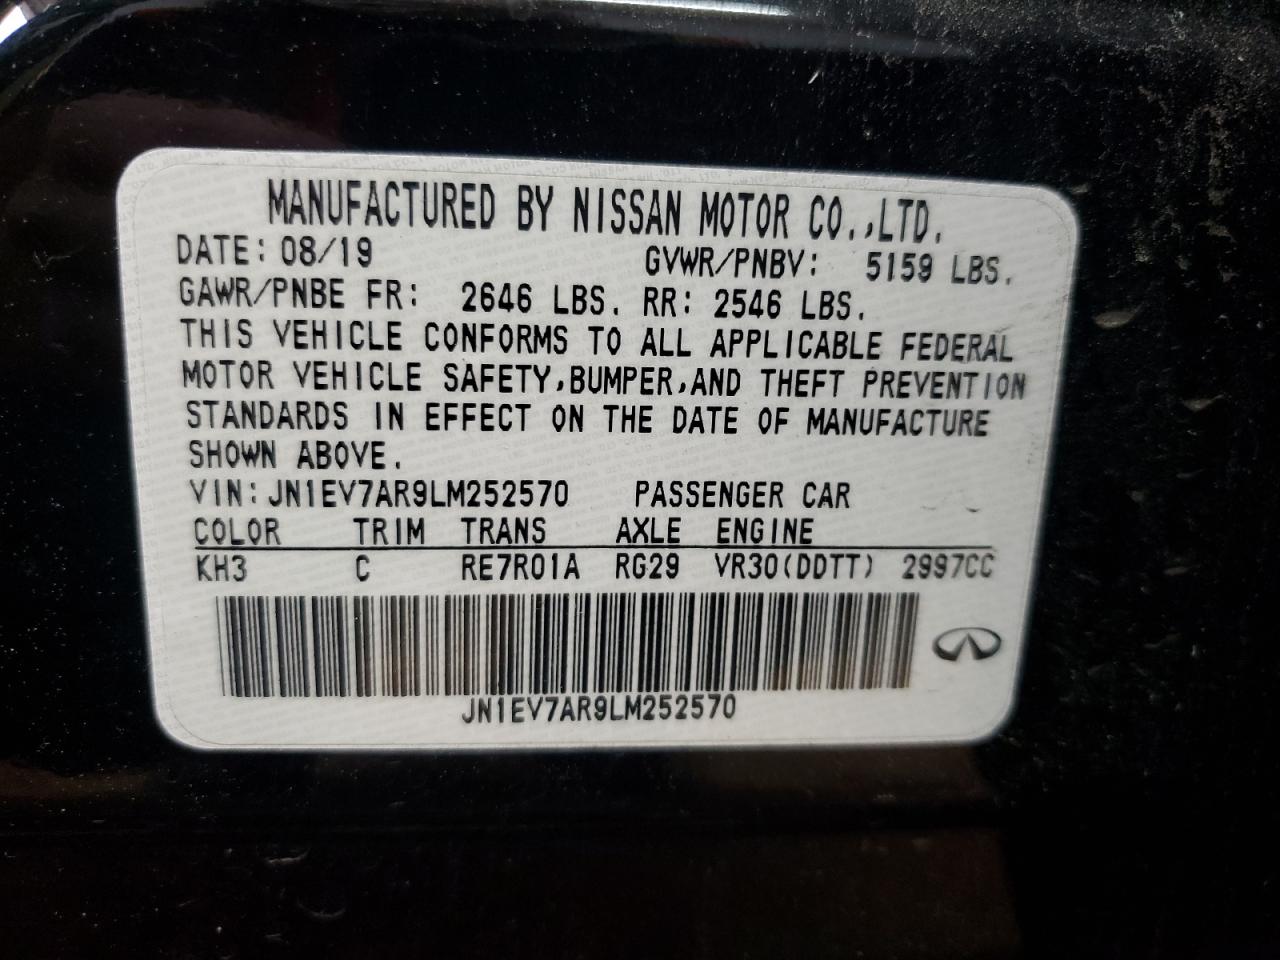 MANUFACTURED BY NISSAN MOTOR CO.,LTD.
DATE: 08/19 GVWR/PNBV: 5159 LBS.
GAWR/PNBE FR: 2646 LBS. RR: 2546 LBS.
THIS VEHICLE CONFORMS TO ALL APPLICABLE FEDERAL
MOTOR VEHICLE SAFETY,BUMPER,AND THEFT PREVENTION
STANDARDS IN EFFECT ON THE DATE OF MANUFACTURE
SHOWN ABOVE.
VIN: JN1EV7AR9LM252570 PASSENGER CAR
COLOR TRIM TRANS AXLE ENGINE
KH3 C RE7R01A RG29 VR30(DDTT) 2997CC
JN1EV7AR9LM252570